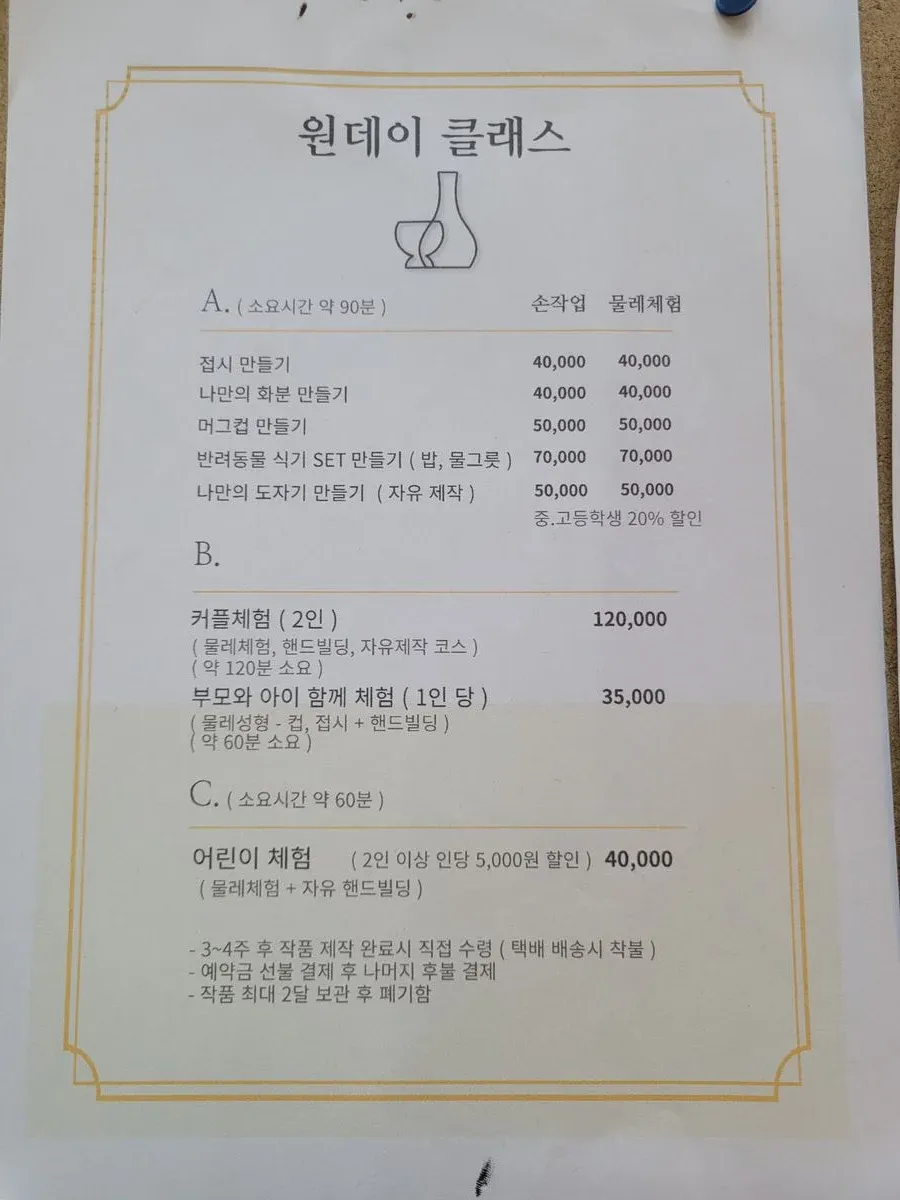 원데이 클래스
A. ( 소요시간 약 90분 ) 손작업 물레체험
접시 만들기 40,000 40,000
나만의 화분 만들기 40,000 40,000
머그컵 만들기 50,000 50,000
반려동물 식기 SET 만들기 ( 밥, 물그릇 ) 70,000 70,000
나만의 도자기 만들기 ( 자유 제작 ) 50,000 50,000
중.고등학생 20% 할인
B.
커플체험 ( 2인 ) 120,000
( 물레체험, 핸드빌딩, 자유제작 코스 )
( 약 120분 소요 )
부모와 아이 함께 체험 ( 1인 당 ) 35,000
( 물레성형 - 컵, 접시 + 핸드빌딩 )
( 약 60분 소요 )
C. ( 소요시간 약 60분 )
어린이 체험 ( 2인 이상 인당 5,000원 할인 ) 40,000
( 물레체험 + 자유 핸드빌딩 )
- 3~4주 후 작품 제작 완료시 직접 수령 ( 택배 배송시 착불 )
- 예약금 선불 결제 후 나머지 후불 결제
- 작품 최대 2달 보관 후 폐기함